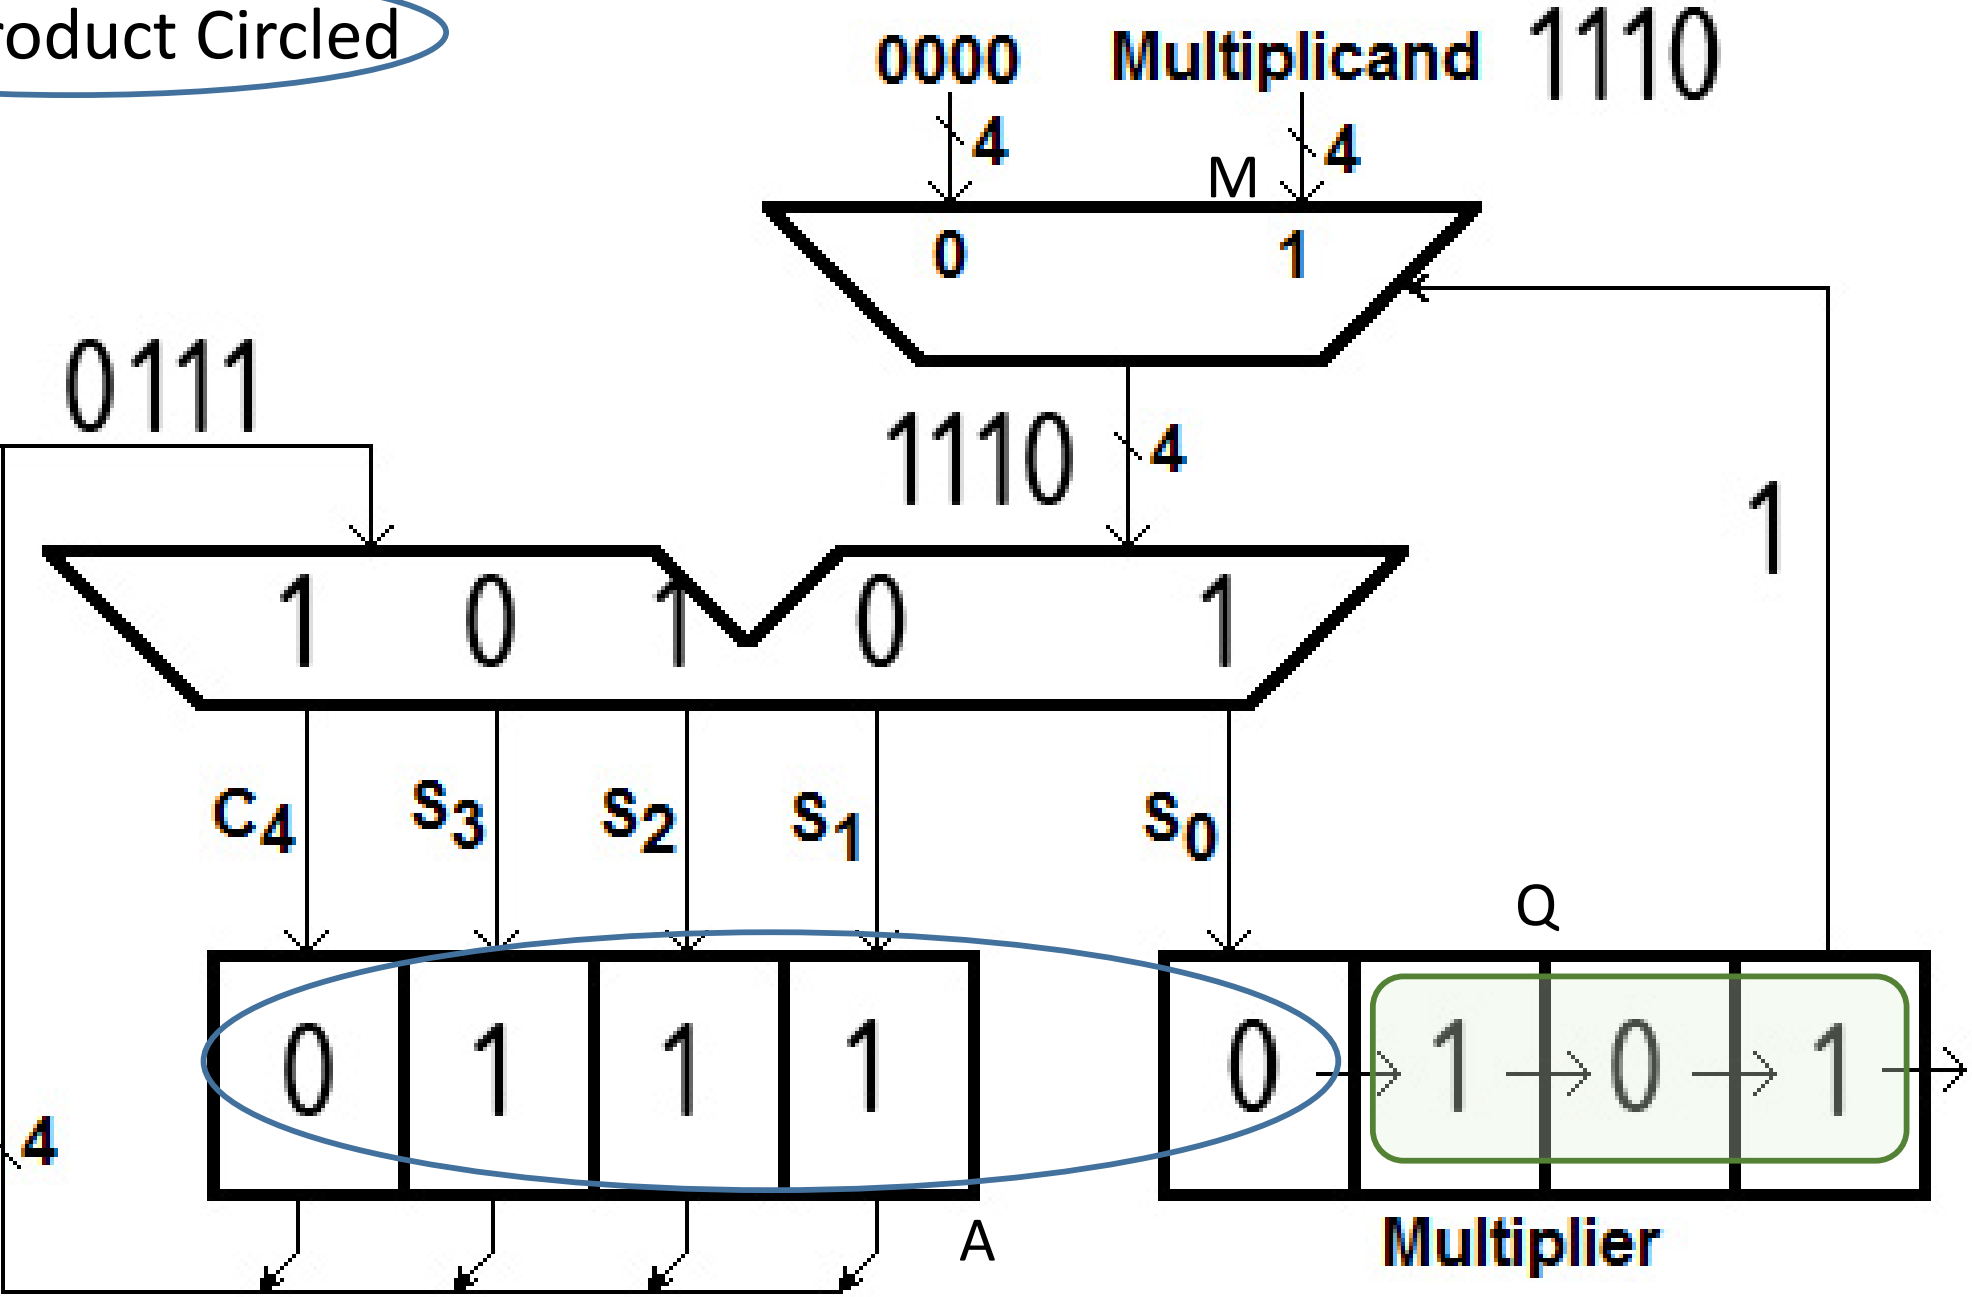 roduct Circled
0000 Multiplicand 1110
4 4
M
0 1
0111
1110 4
1
1 0 1 0 1
C4 S3 S2 S1 S0
Q
0 1 1 1 0 1 0 1
4
A
Multiplier